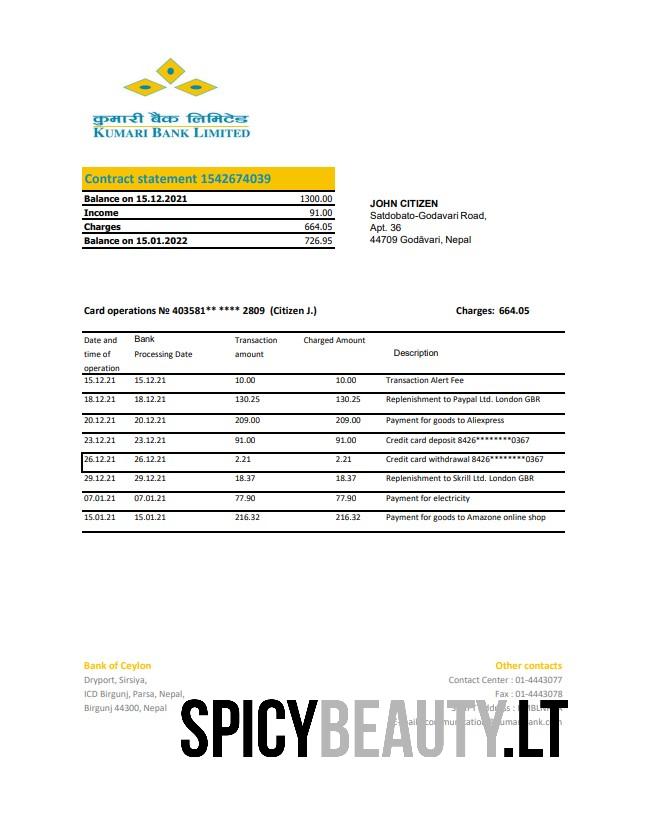 कुमारी बैंक लिमिटेड
KUMARI BANK LIMITED
Contract statement 1542674039
Balance on 15.12.2021 1300.00
Income 91.00
Charges 664.05
Balance on 15.01.2022 726.95
JOHN CITIZEN
Satdobato-Godavari Road,
Apt. 36
44709 Godāvari, Nepal
Card operations № 403581** **** 2809 (Citizen J.) Charges: 664.05
Date and time of operation
Bank Processing Date
Transaction amount
Charged Amount
Description
15.12.21 15.12.21 10.00 10.00 Transaction Alert Fee
18.12.21 18.12.21 130.25 130.25 Replenishment to Paypal Ltd. London GBR
20.12.21 20.12.21 209.00 209.00 Payment for goods to Aliexpress
23.12.21 23.12.21 91.00 91.00 Credit card deposit 8426********0367
26.12.21 26.12.21 2.21 2.21 Credit card withdrawal 8426********0367
29.12.21 29.12.21 18.37 18.37 Replenishment to Skrill Ltd. London GBR
07.01.21 07.01.21 77.90 77.90 Payment for electricity
15.01.21 15.01.21 216.32 216.32 Payment for goods to Amazone online shop
Bank of Ceylon
Dryport, Sirsiya,
ICD Birgunj, Parsa, Nepal,
Birgunj 44300, Nepal
Other contacts
Contact Center : 01-4443077
Fax : 01-4443078
SPICYBEAUTY.LT